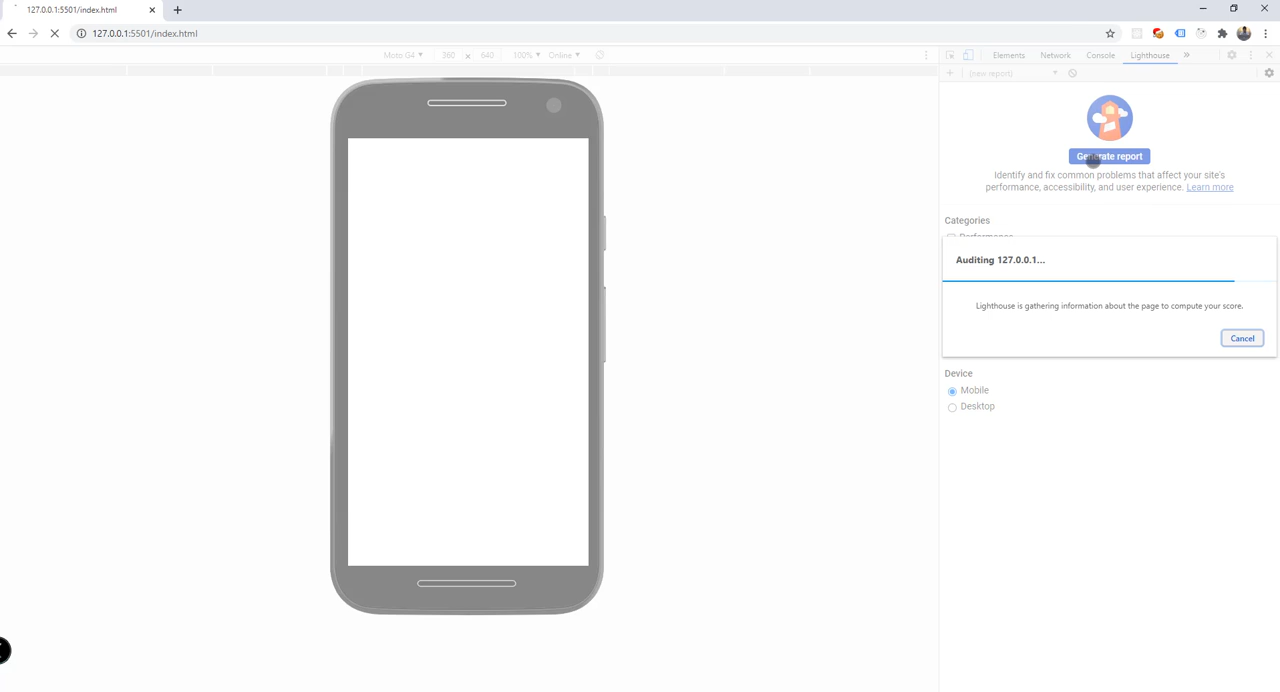 127.0.0.1:5501/index.html
127.0.0.1:5501/index.html
Moto G4 360 × 640 100% Online
Elements Network Console Lighthouse »
(new report)
Generate report
Identify and fix common problems that affect your site's
performance, accessibility, and user experience. Learn more
Categories
Performance
Auditing 127.0.0.1...
Lighthouse is gathering information about the page to compute your score.
Cancel
Device
Mobile
Desktop